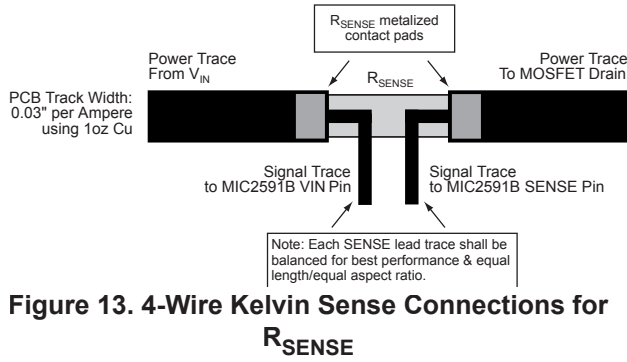 R_SENSE metalized
contact pads
Power Trace
From V_IN
R_SENSE
Power Trace
To MOSFET Drain
PCB Track Width:
0.03" per Ampere
using 1oz Cu
Signal Trace
to MIC2591B VIN Pin
Signal Trace
to MIC2591B SENSE Pin
Note: Each SENSE lead trace shall be
balanced for best performance & equal
length/equal aspect ratio.
Figure 13. 4-Wire Kelvin Sense Connections for
R_SENSE